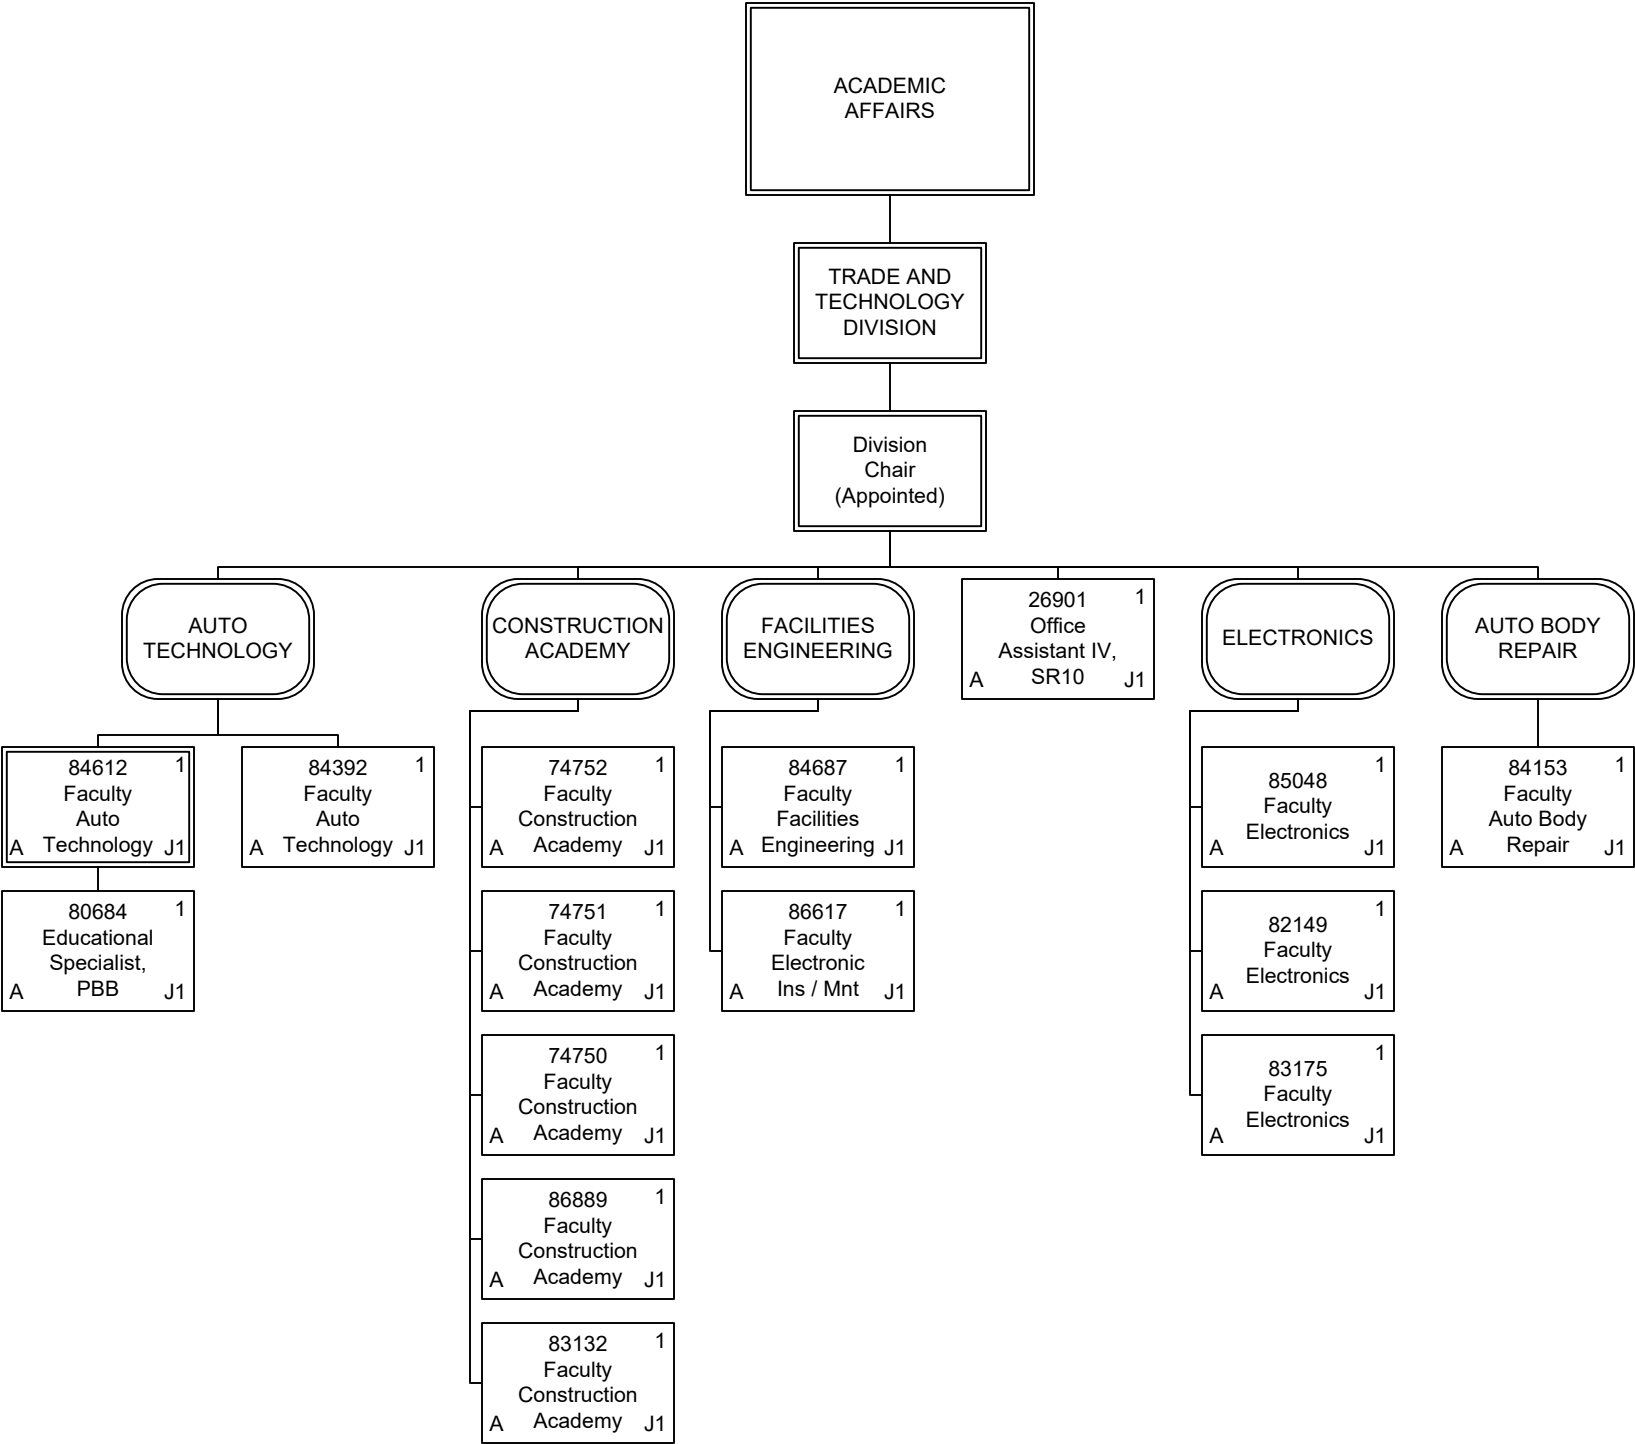 ACADEMIC
AFFAIRS
TRADE AND
TECHNOLOGY
DIVISION
Division
Chair
(Appointed)
AUTO
TECHNOLOGY
CONSTRUCTION
ACADEMY
FACILITIES
ENGINEERING
26901 1
Office
Assistant IV,
A SR10 J1
ELECTRONICS
AUTO BODY
REPAIR
84612 1
Faculty
Auto
A Technology J1
84392 1
Faculty
Auto
A Technology J1
74752 1
Faculty
Construction
A Academy J1
84687 1
Faculty
Facilities
A Engineering J1
85048 1
Faculty
Electronics
A J1
84153 1
Faculty
Auto Body
A Repair J1
80684 1
Educational
Specialist,
A PBB J1
74751 1
Faculty
Construction
A Academy J1
86617 1
Faculty
Electronic
A Ins / Mnt J1
82149 1
Faculty
Electronics
A J1
74750 1
Faculty
Construction
A Academy J1
83175 1
Faculty
Electronics
A J1
86889 1
Faculty
Construction
A Academy J1
83132 1
Faculty
Construction
A Academy J1